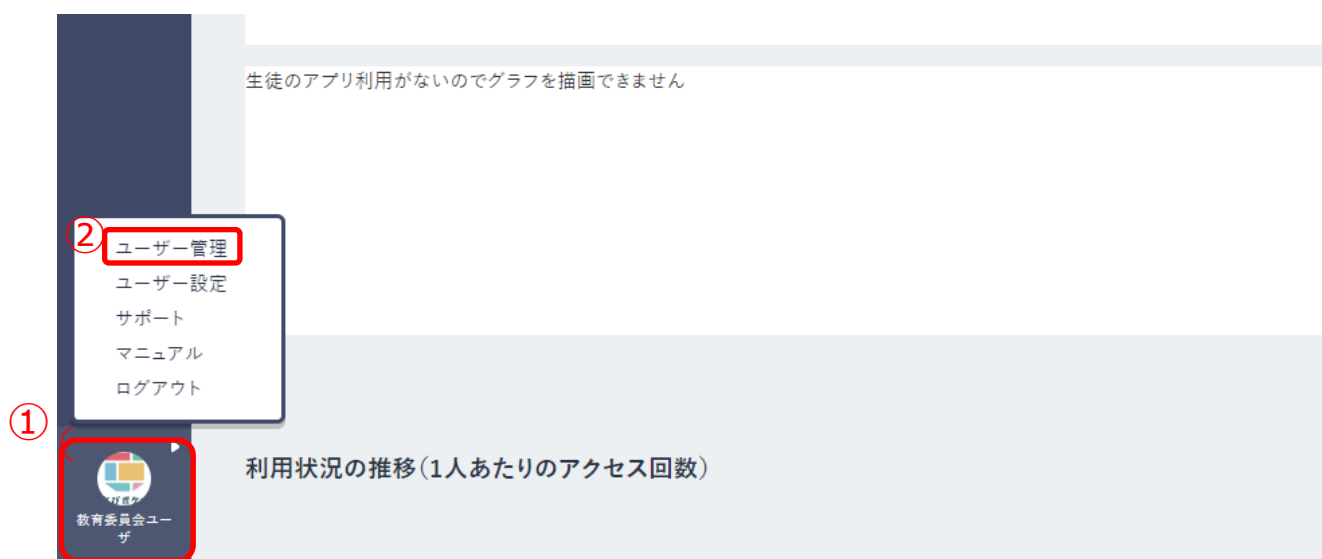 生徒のアプリ利用がないのでグラフを描画できません
②
ユーザー管理
ユーザー設定
サポート
マニュアル
ログアウト
①
利用状況の推移(1人あたりのアクセス回数)
教育委員会ユー
ザ